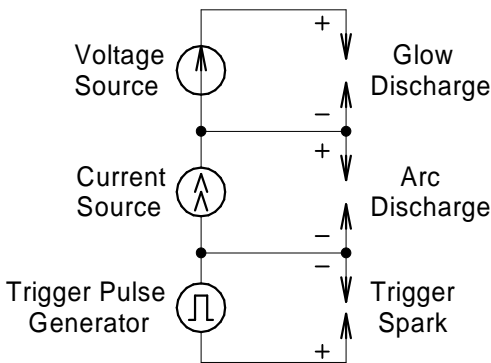 +
Voltage
Source
Glow
Discharge
−
+
Current
Source
Arc
Discharge
−
−
Trigger Pulse
Generator
Trigger
Spark
+